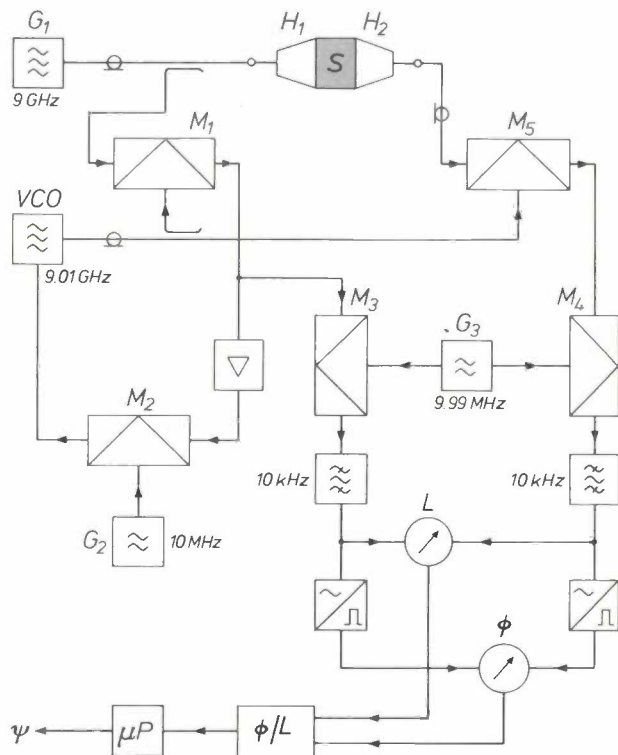 G1
H1
H2
S
9 GHz
M1
M5
VCO
9.01 GHz
M3
G3
M4
9.99 MHz
M2
10 kHz
10 kHz
G2
10 MHz
L
ϕ
ψ
μP
ϕ/L